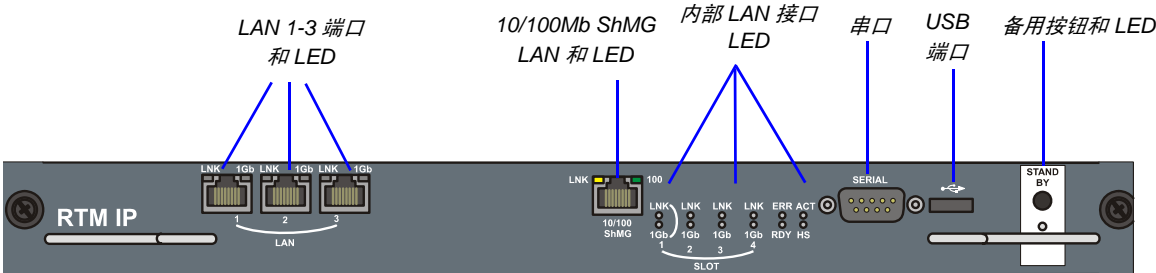 LAN 1-3 端口
和 LED
10/100Mb ShMG
LAN 和 LED
内部 LAN 接口
LED
串口
USB
端口
备用按钮和 LED
RTM IP
LNK 1Gb LNK 1Gb LNK 1Gb
1 2 3
LAN
LNK 100
10/100
ShMG
LNK LNK LNK LNK ERR ACT
1Gb 1Gb 1Gb 1Gb RDY HS
1 2 3 4
SLOT
SERIAL
STAND
BY